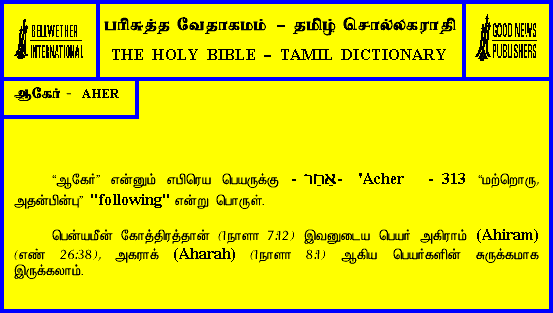 BELLWETHER
INTERNATIONAL
பரிசுத்த வேதாகமம் – தமிழ் சொல்லகராதி
THE HOLY BIBLE – TAMIL DICTIONARY
GOOD NEWS
PUBLISHERS
ஆகேர் - AHER
“ஆகேர்” என்னும் எபிரெய பெயருக்கு - אַחֵר- 'Acher - 313 “மற்றொரு,
அதன்பின்பு” "following" என்று பொருள்.
பென்யமீன் கோத்திரத்தான் (1நாளா 7:12) இவனுடைய பெயர் அகிராம் (Ahiram)
(எண் 26:38), அகராக் (Aharah) (1நாளா 8:1) ஆகிய பெயர்களின் சுருக்கமாக
இருக்கலாம்.